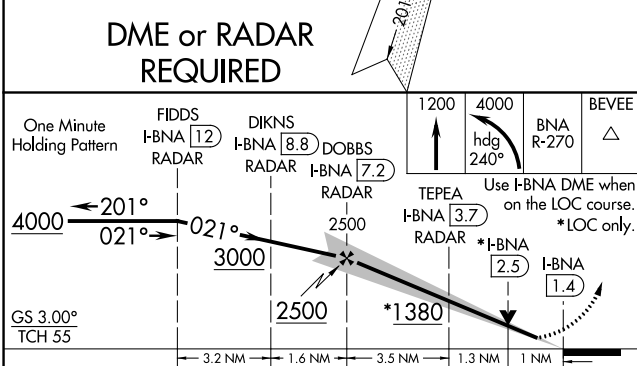 201°
DME or RADAR
REQUIRED
One Minute
Holding Pattern
FIDDS
I-BNA 12
RADAR
DIKNS
I-BNA 8.8
RADAR
DOBBS
I-BNA 7.2
RADAR
2500
TEPEA
I-BNA 3.7
RADAR
1200
4000
hdg
240°
BNA
R-270
BEVEE
Use I-BNA DME when
on the LOC course.
*LOC only.
*I-BNA
2.5
I-BNA
1.4
201°
4000
021°
021°
3000
2500
*1380
GS 3.00°
TCH 55
3.2 NM
1.6 NM
3.5 NM
1.3 NM
1 NM